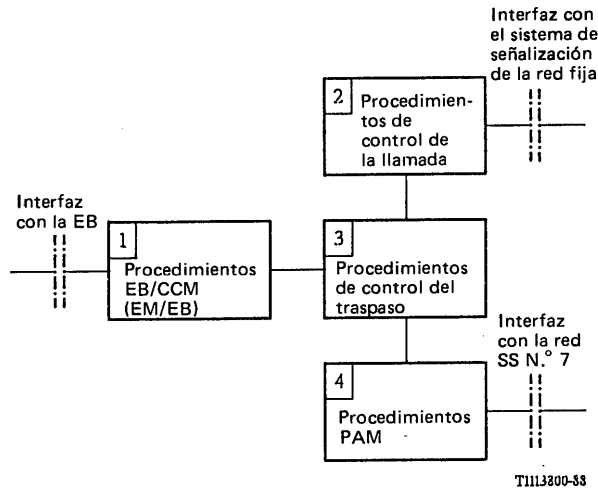 Interfaz con
el sistema de
señalización
de la red fija
2
Procedimien-
tos de
control de
la llamada
Interfaz
con la EB
1
Procedimientos
EB/CCM
(EM/EB)
3
Procedimientos
de control del
traspaso
Interfaz
con la red
SS N.° 7
4
Procedimientos
PAM
T1113800-88